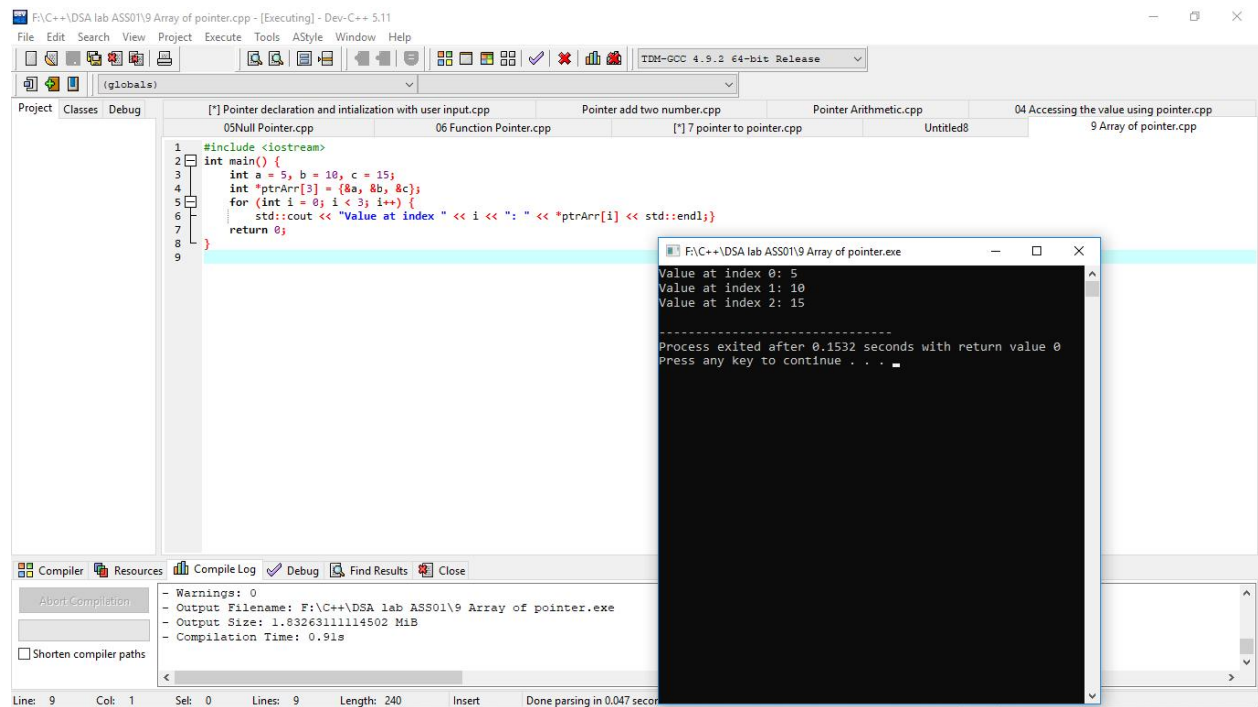 F:\C++\DSA lab ASS01\9 Array of pointer.cpp - [Executing] - Dev-C++ 5.11
File Edit Search View Project Execute Tools AStyle Window Help
TDM-GCC 4.9.2 64-bit Release
(globals)
Project Classes Debug
[*] Pointer declaration and intialization with user input.cpp Pointer add two number.cpp Pointer Arithmetic.cpp 04 Accessing the value using pointer.cpp
05Null Pointer.cpp 06 Function Pointer.cpp [*] 7 pointer to pointer.cpp Untitled8 9 Array of pointer.cpp
1 #include <iostream>
2 int main() {
3 int a = 5, b = 10, c = 15;
4 int *ptrArr[3] = {&a, &b, &c};
5 for (int i = 0; i < 3; i++) {
6 std::cout << "Value at index " << i << ": " << *ptrArr[i] << std::endl;}
7 return 0;
8 }
9
F:\C++\DSA lab ASS01\9 Array of pointer.exe
Value at index 0: 5
Value at index 1: 10
Value at index 2: 15
--------------------------------
Process exited after 0.1532 seconds with return value 0
Press any key to continue . . .
Compiler Resources Compile Log Debug Find Results Close
Abort Compilation
Shorten compiler paths
- Warnings: 0
- Output Filename: F:\C++\DSA lab ASS01\9 Array of pointer.exe
- Output Size: 1.83263111114502 MiB
- Compilation Time: 0.91s
Line: 9 Col: 1 Sel: 0 Lines: 9 Length: 240 Insert Done parsing in 0.047 secon